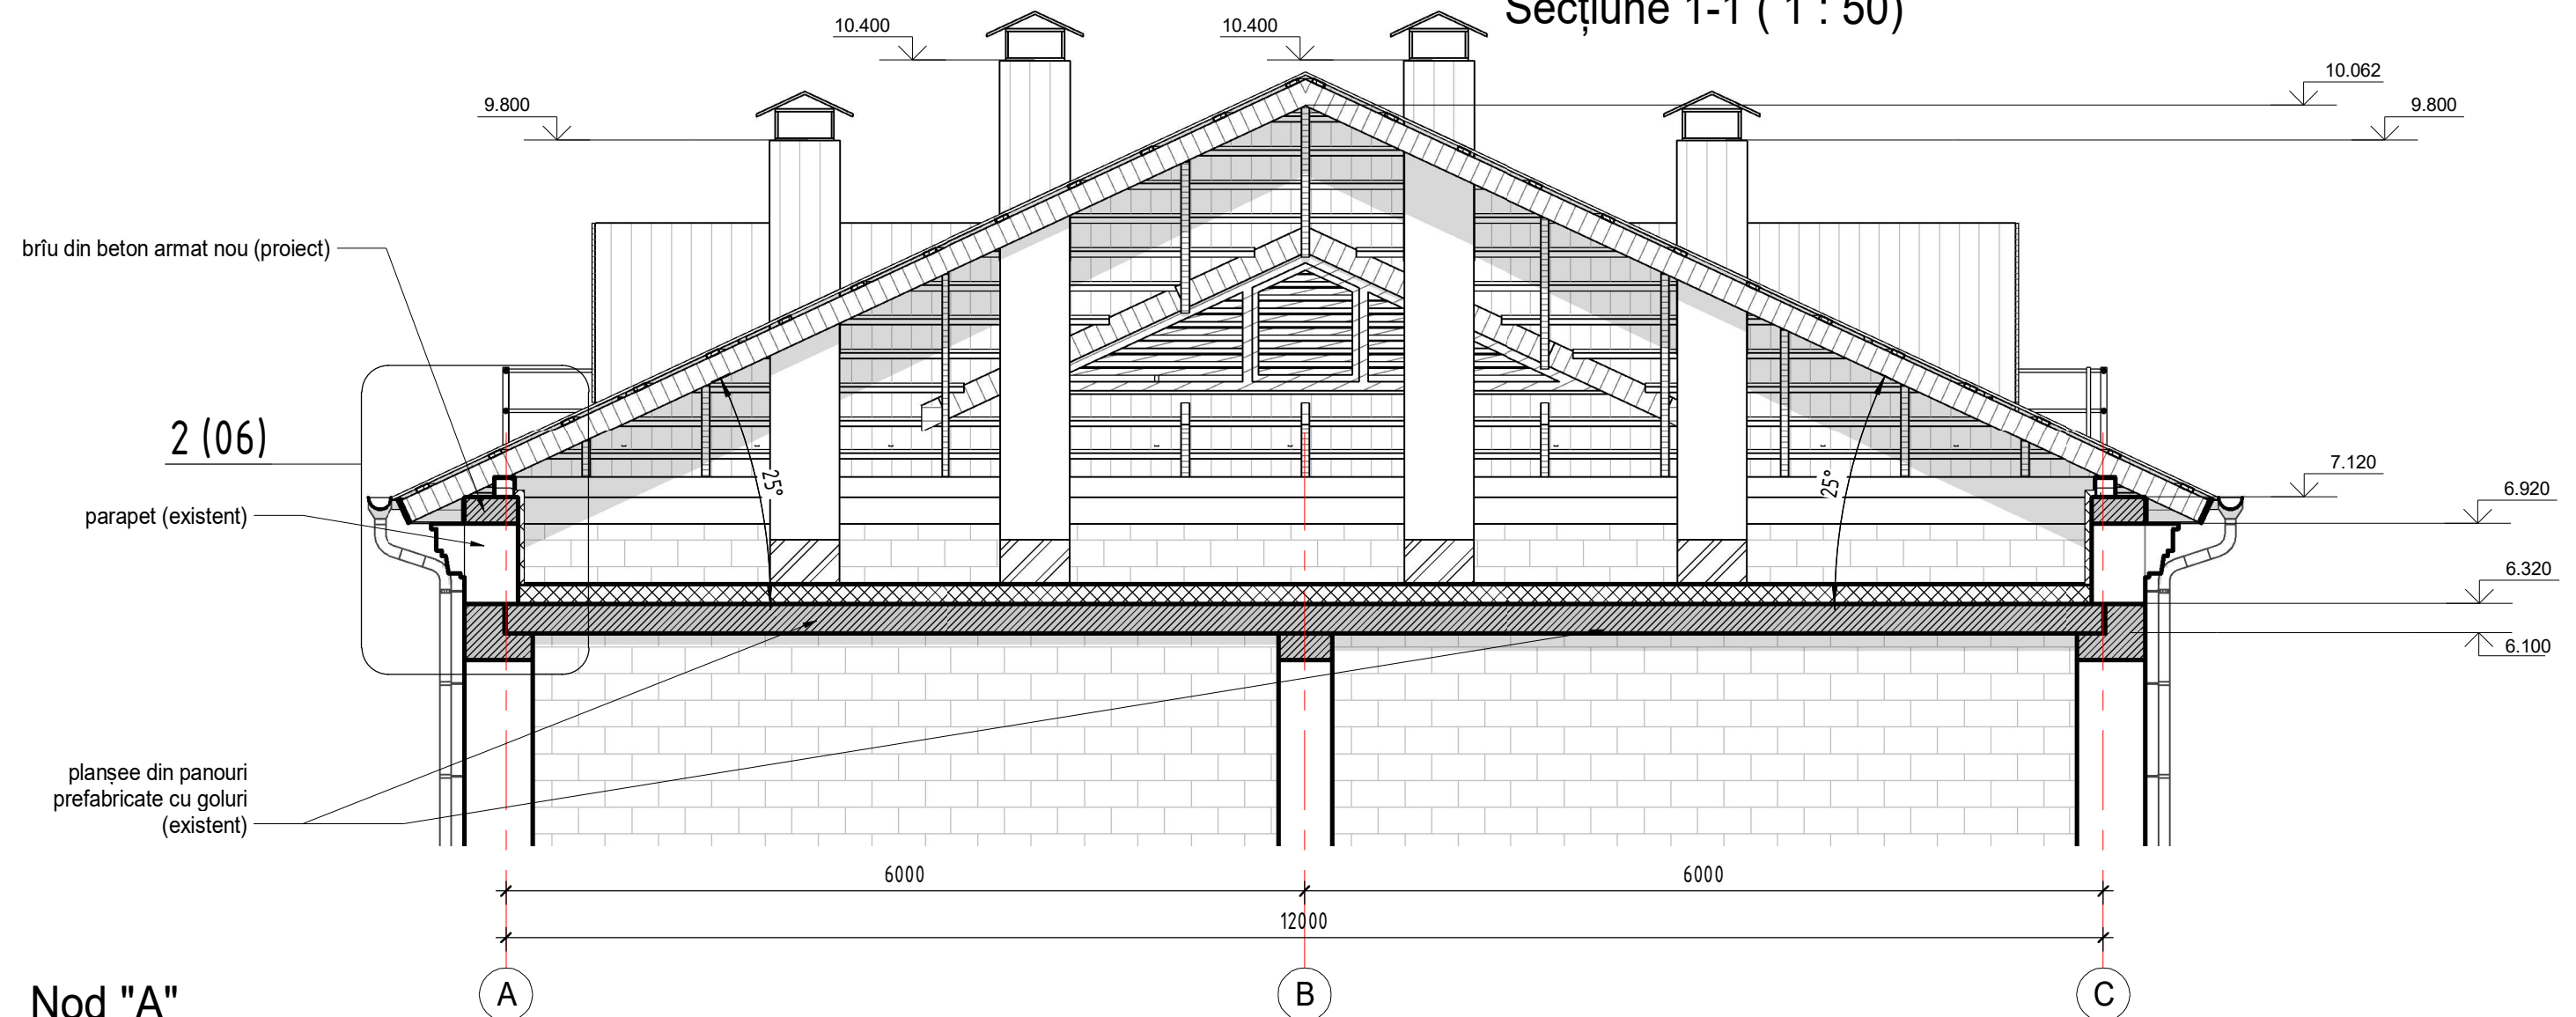 Secțiune 1-1 ( 1 : 50)
10.400
10.400
10.062
9.800
9.800
brîu din beton armat nou (proiect)
2 (06)
25°
25°
7.120
6.920
parapet (existent)
6.320
6.100
planșee din panouri
prefabricate cu goluri
(existent)
6000
6000
12000
A
B
C
Nod "A"